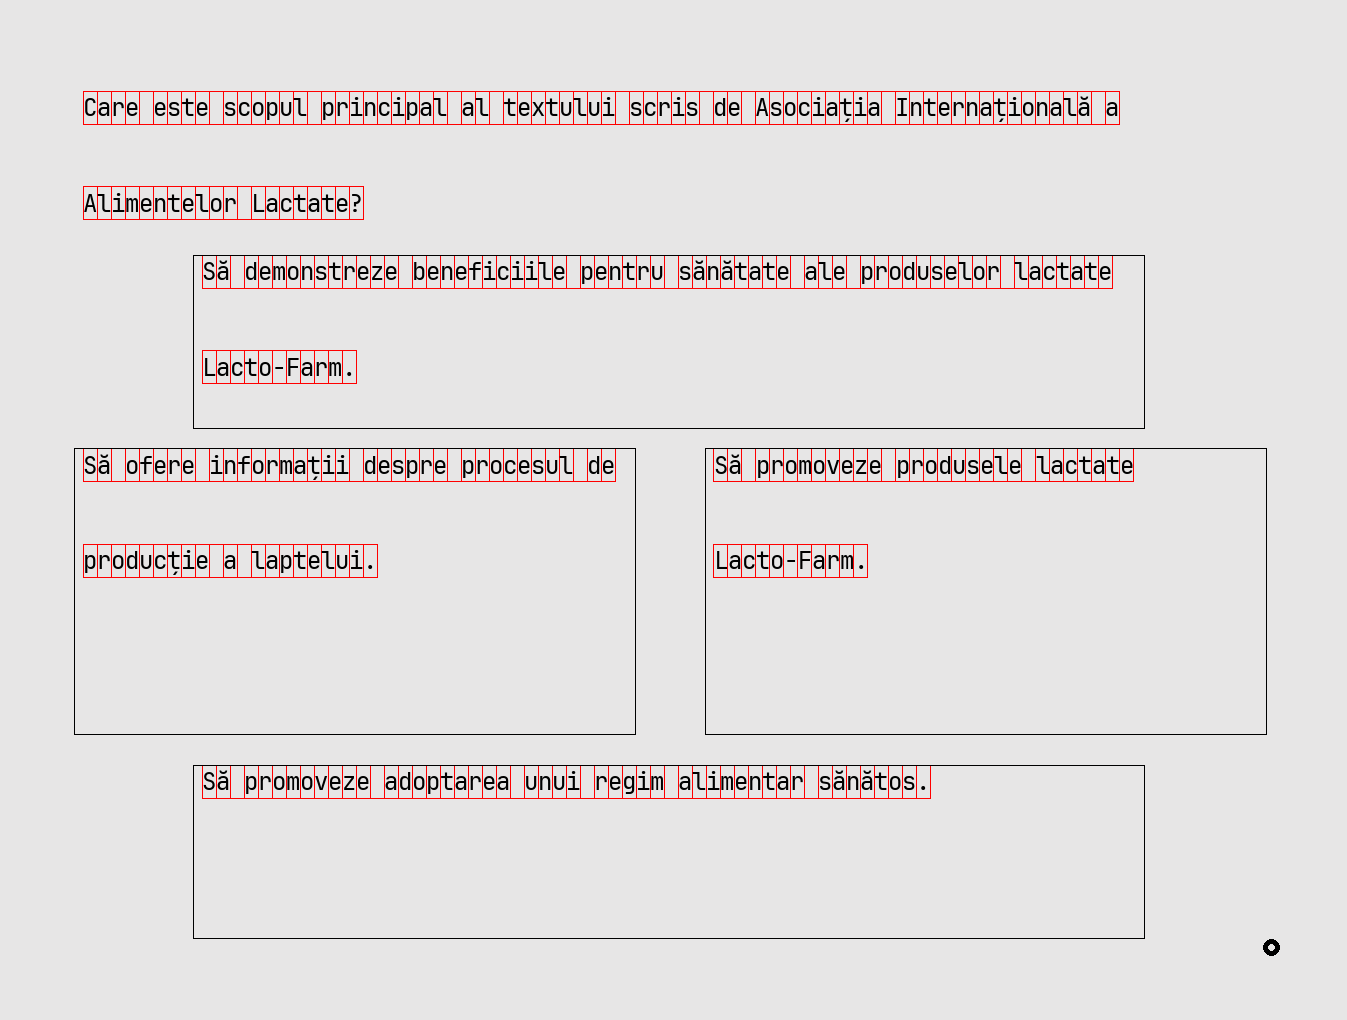 Care este scopul principal al textului scris de Asociația Internațională a
Alimentelor Lactate?
Să demonstreze beneficiile pentru sănătate ale produselor lactate
Lacto-Farm.
Să ofere informații despre procesul de
producție a laptelui.
Să promoveze produsele lactate
Lacto-Farm.
Să promoveze adoptarea unui regim alimentar sănătos.